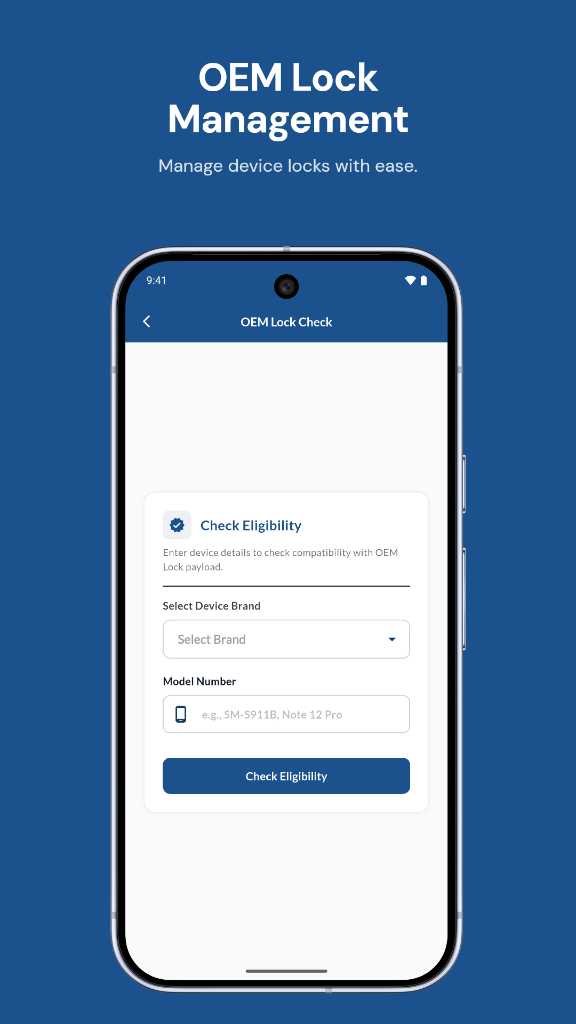 OEM Lock
Management
Manage device locks with ease.
9:41
OEM Lock Check
Check Eligibility
Enter device details to check compatibility with OEM
Lock payload.
Select Device Brand
Select Brand
Model Number
e.g., SM-S911B, Note 12 Pro
Check Eligibility